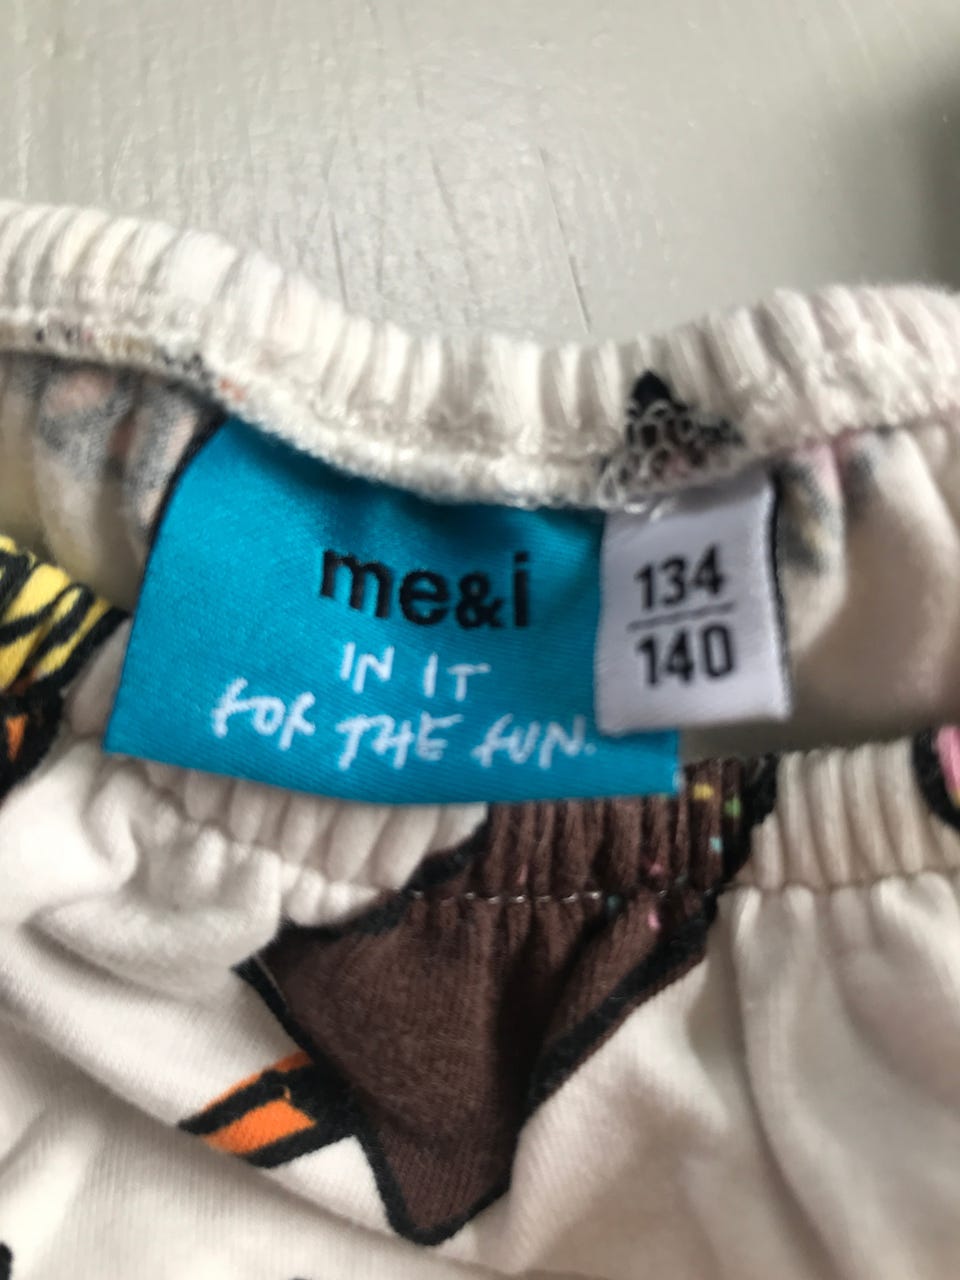 me&i
IN IT
FOR THE FUN.
134
140